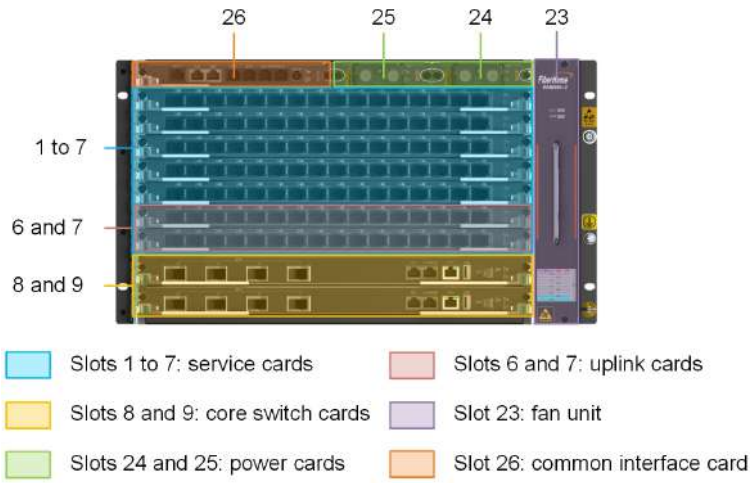 26
25
24
23
FiberHome
1 to 7
6 and 7
8 and 9
Slots 1 to 7: service cards
Slots 6 and 7: uplink cards
Slots 8 and 9: core switch cards
Slot 23: fan unit
Slots 24 and 25: power cards
Slot 26: common interface card